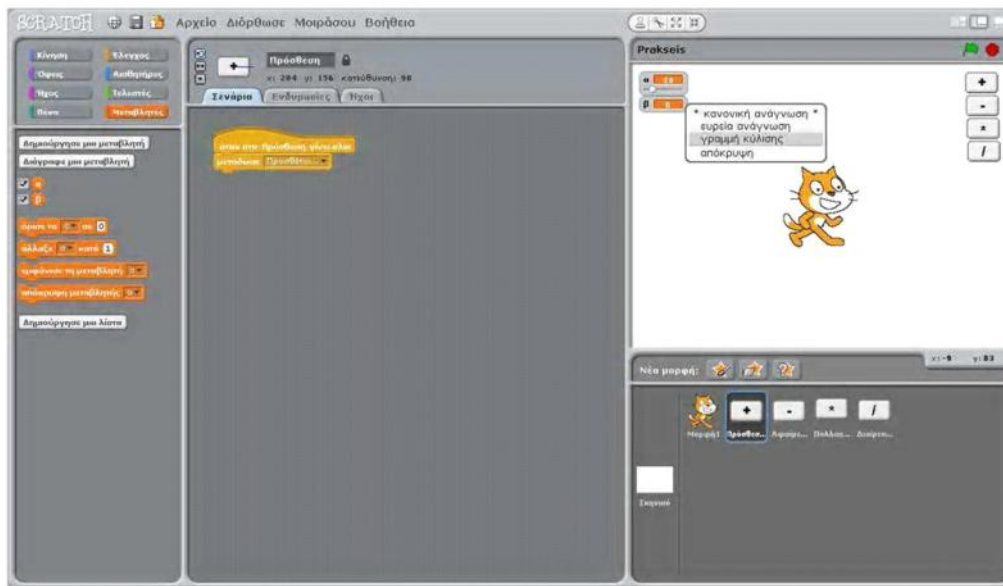 SCRATCH Αρχείο Διόρθωσε Μοιράσου Βοήθεια
Κίνηση Έλεγχος
Όψεις Αισθητήρες
Ήχος Τελεστές
Πένα Μεταβλητές
Δημιούργησε μια μεταβλητή
Διάγραψε μια μεταβλητή
α
β
όρισε το α σε 0
άλλαξε α κατά 1
εμφάνισε τη μεταβλητή α
απόκρυψη μεταβλητής α
Δημιούργησε μια λίστα
+
Πρόσθεση
x: 204 y: 156 κατεύθυνση: 90
Σενάρια Ενδυμασίες Ήχοι
όταν στο Πρόσθεση γίνει κλικ
μετάδωσε
Prakseis
α
β
* κανονική ανάγνωση *
ευρεία ανάγνωση
γραμμή κύλισης
απόκρυψη
+
-
*
/
x: -9 y: 83
Νέα μορφή:
+ - * /
Μορφή1 Πρόσθεσ... Αφαίρε... Πολλαπ... Διαίρεσ...
Σκηνικό